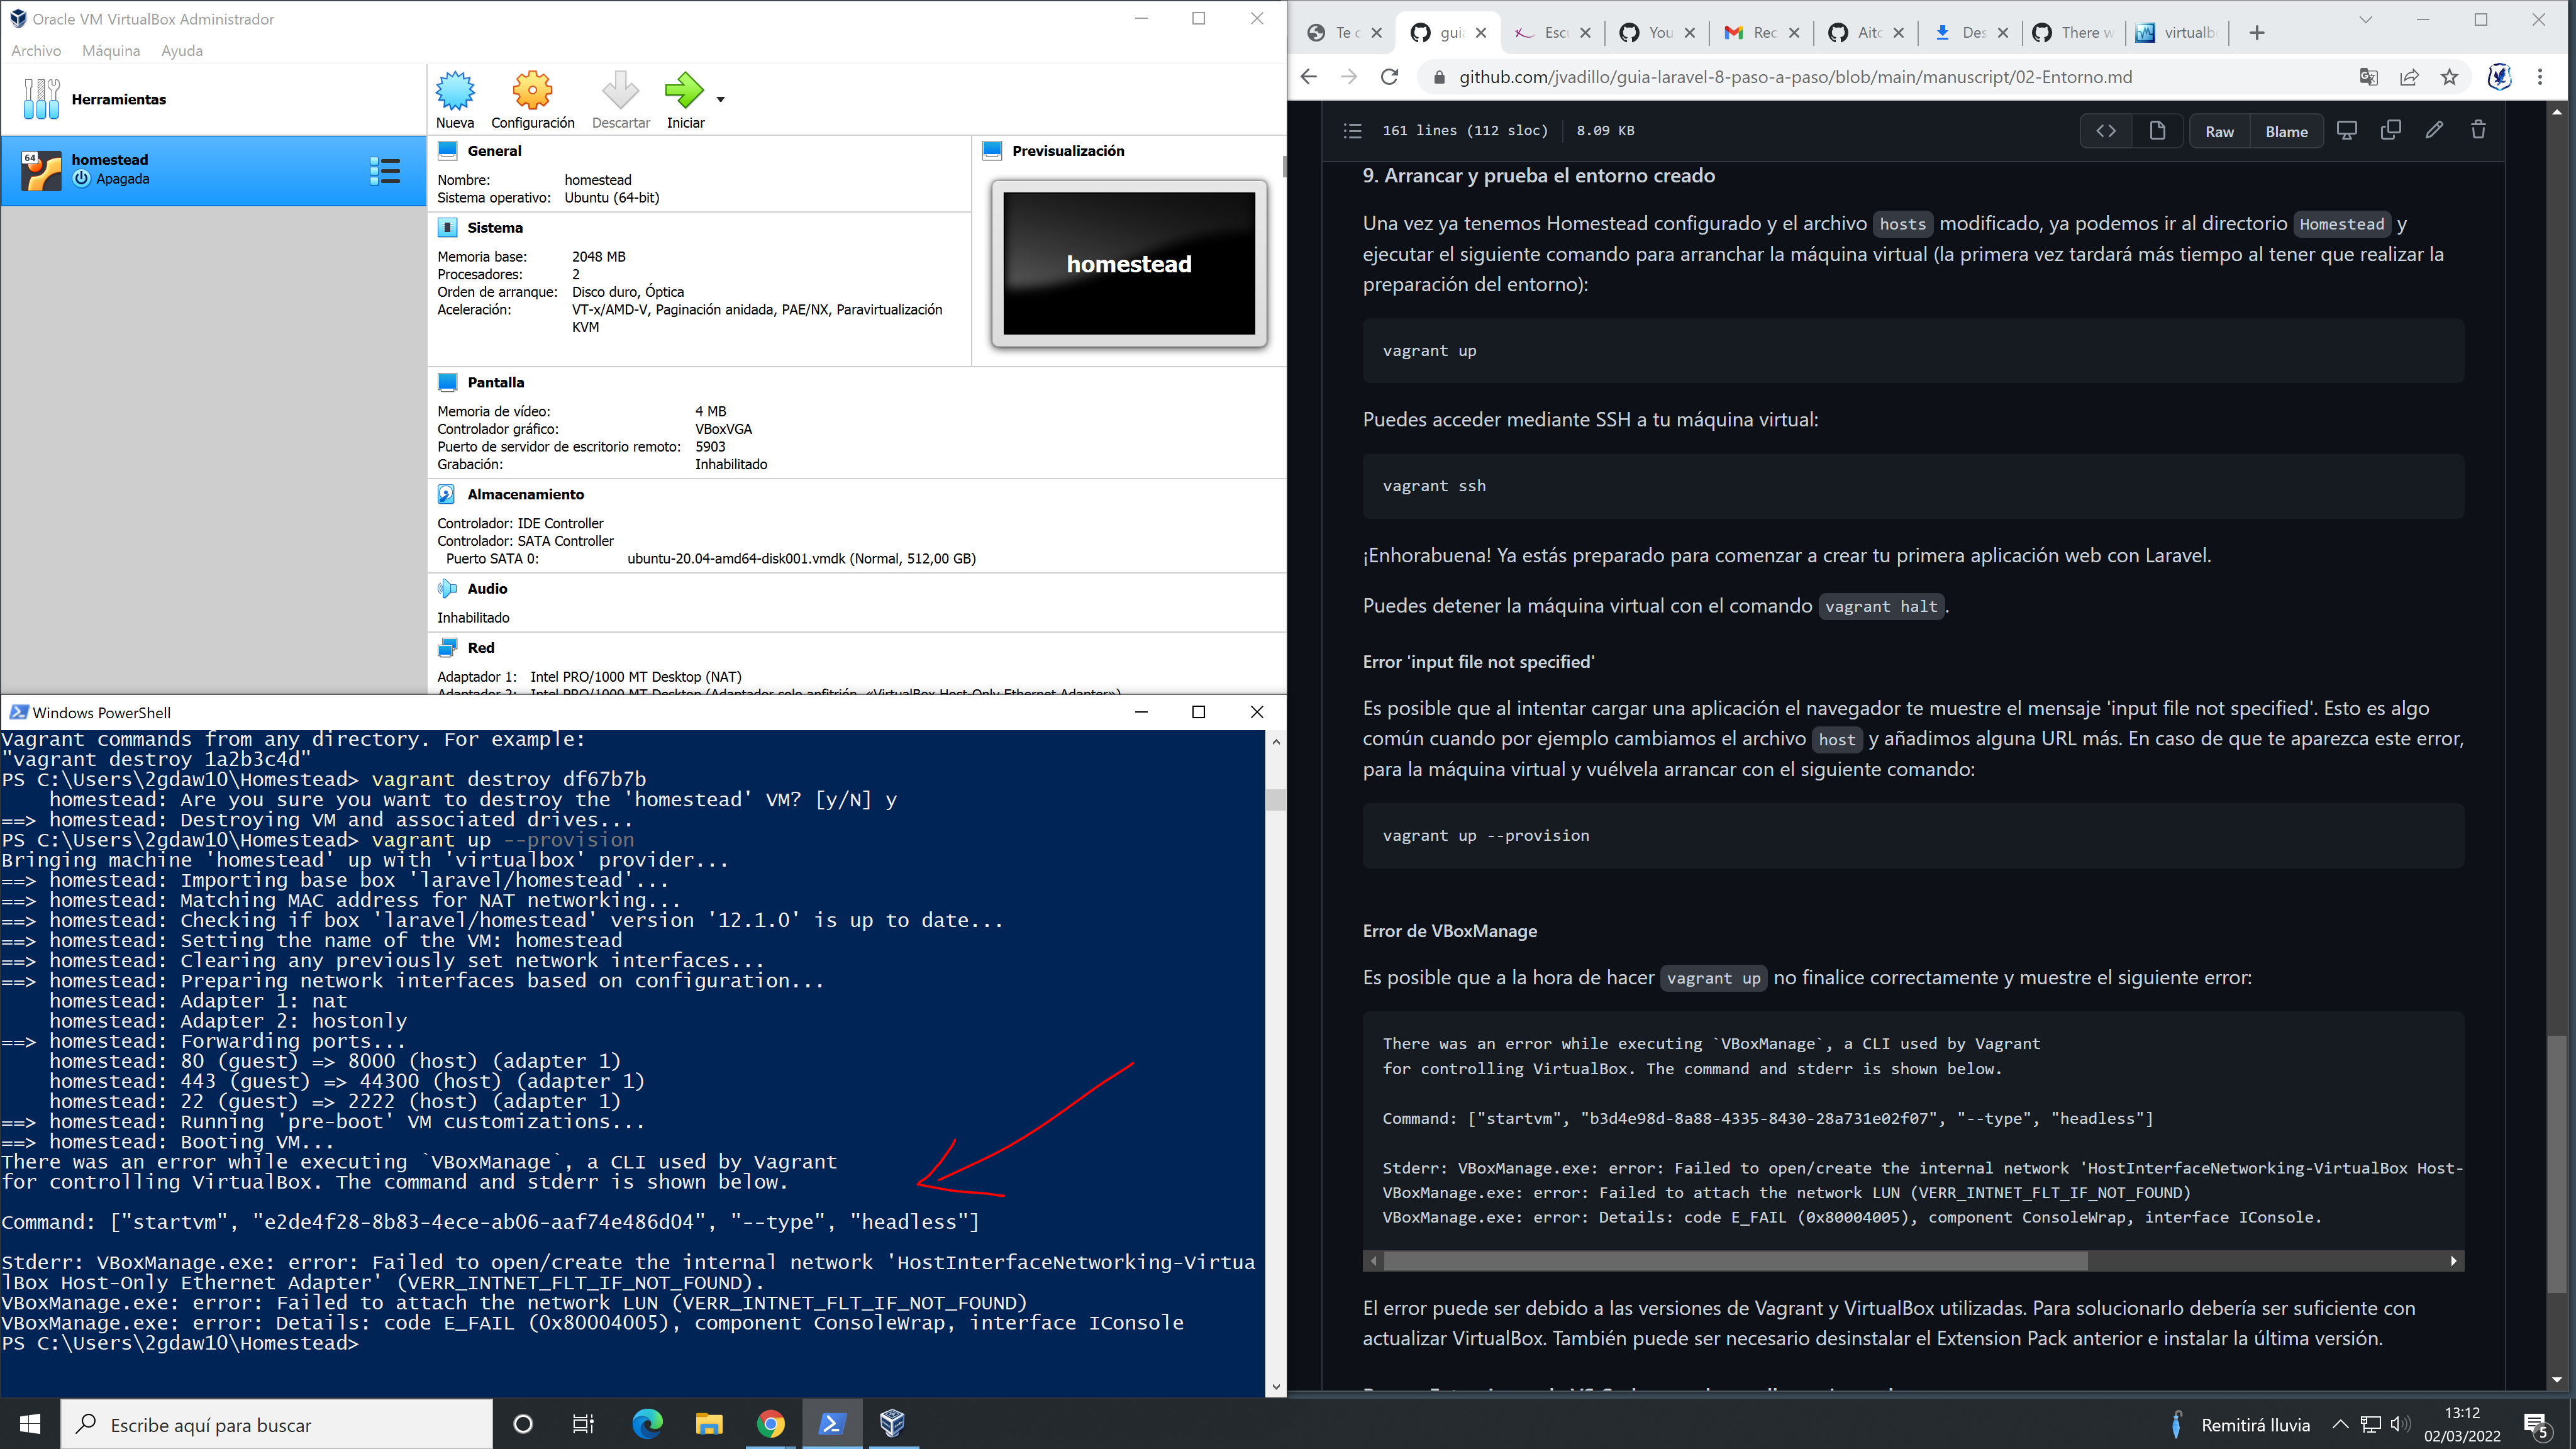 Oracle VM VirtualBox Administrador
Archivo Máquina Ayuda
Herramientas
Nueva Configuración Descartar Iniciar
64 homestead
Apagada
General
Nombre: homestead
Sistema operativo: Ubuntu (64-bit)
Previsualización
homestead
Sistema
Memoria base: 2048 MB
Procesadores: 2
Orden de arranque: Disco duro, Óptica
Aceleración: VT-x/AMD-V, Paginación anidada, PAE/NX, Paravirtualización
KVM
Pantalla
Memoria de vídeo: 4 MB
Controlador gráfico: VBoxVGA
Puerto de servidor de escritorio remoto: 5903
Grabación: Inhabilitado
Almacenamiento
Controlador: IDE Controller
Controlador: SATA Controller
Puerto SATA 0: ubuntu-20.04-amd64-disk001.vmdk (Normal, 512,00 GB)
Audio
Inhabilitado
Red
Adaptador 1: Intel PRO/1000 MT Desktop (NAT)
Adaptador 2: Intel PRO/1000 MT Desktop (Adaptador solo anfitrión, «VirtualBox Host-Only Ethernet Adapter»)
Windows PowerShell
Vagrant commands from any directory. For example:
"vagrant destroy 1a2b3c4d"
PS C:\Users\2gdaw10\Homestead> vagrant destroy df67b7b
homestead: Are you sure you want to destroy the 'homestead' VM? [y/N] y
==> homestead: Destroying VM and associated drives...
PS C:\Users\2gdaw10\Homestead> vagrant up --provision
Bringing machine 'homestead' up with 'virtualbox' provider...
==> homestead: Importing base box 'laravel/homestead'...
==> homestead: Matching MAC address for NAT networking...
==> homestead: Checking if box 'laravel/homestead' version '12.1.0' is up to date...
==> homestead: Setting the name of the VM: homestead
==> homestead: Clearing any previously set network interfaces...
==> homestead: Preparing network interfaces based on configuration...
homestead: Adapter 1: nat
homestead: Adapter 2: hostonly
==> homestead: Forwarding ports...
homestead: 80 (guest) => 8000 (host) (adapter 1)
homestead: 443 (guest) => 44300 (host) (adapter 1)
homestead: 22 (guest) => 2222 (host) (adapter 1)
==> homestead: Running 'pre-boot' VM customizations...
==> homestead: Booting VM...
There was an error while executing `VBoxManage`, a CLI used by Vagrant
for controlling VirtualBox. The command and stderr is shown below.
Command: ["startvm", "e2de4f28-8b83-4ece-ab06-aaf74e486d04", "--type", "headless"]
Stderr: VBoxManage.exe: error: Failed to open/create the internal network 'HostInterfaceNetworking-Virtua
lBox Host-Only Ethernet Adapter' (VERR_INTNET_FLT_IF_NOT_FOUND).
VBoxManage.exe: error: Failed to attach the network LUN (VERR_INTNET_FLT_IF_NOT_FOUND)
VBoxManage.exe: error: Details: code E_FAIL (0x80004005), component ConsoleWrap, interface IConsole
PS C:\Users\2gdaw10\Homestead>
Te guia Escu You Rec Aito Des There w virtualb
github.com/jvadillo/guia-laravel-8-paso-a-paso/blob/main/manuscript/02-Entorno.md
161 lines (112 sloc) 8.09 KB
Raw Blame
9. Arrancar y prueba el entorno creado
Una vez ya tenemos Homestead configurado y el archivo hosts modificado, ya podemos ir al directorio Homestead y
ejecutar el siguiente comando para arranchar la máquina virtual (la primera vez tardará más tiempo al tener que realizar la
preparación del entorno):
vagrant up
Puedes acceder mediante SSH a tu máquina virtual:
vagrant ssh
¡Enhorabuena! Ya estás preparado para comenzar a crear tu primera aplicación web con Laravel.
Puedes detener la máquina virtual con el comando vagrant halt.
Error 'input file not specified'
Es posible que al intentar cargar una aplicación el navegador te muestre el mensaje 'input file not specified'. Esto es algo
común cuando por ejemplo cambiamos el archivo host y añadimos alguna URL más. En caso de que te aparezca este error,
para la máquina virtual y vuélvela arrancar con el siguiente comando:
vagrant up --provision
Error de VBoxManage
Es posible que a la hora de hacer vagrant up no finalice correctamente y muestre el siguiente error:
There was an error while executing `VBoxManage`, a CLI used by Vagrant
for controlling VirtualBox. The command and stderr is shown below.
Command: ["startvm", "b3d4e98d-8a88-4335-8430-28a731e02f07", "--type", "headless"]
Stderr: VBoxManage.exe: error: Failed to open/create the internal network 'HostInterfaceNetworking-VirtualBox Host-
VBoxManage.exe: error: Failed to attach the network LUN (VERR_INTNET_FLT_IF_NOT_FOUND)
VBoxManage.exe: error: Details: code E_FAIL (0x80004005), component ConsoleWrap, interface IConsole.
El error puede ser debido a las versiones de Vagrant y VirtualBox utilizadas. Para solucionarlo debería ser suficiente con
actualizar VirtualBox. También puede ser necesario desinstalar el Extension Pack anterior e instalar la última versión.
Escribe aquí para buscar
Remitirá lluvia
13:12
02/03/2022
5